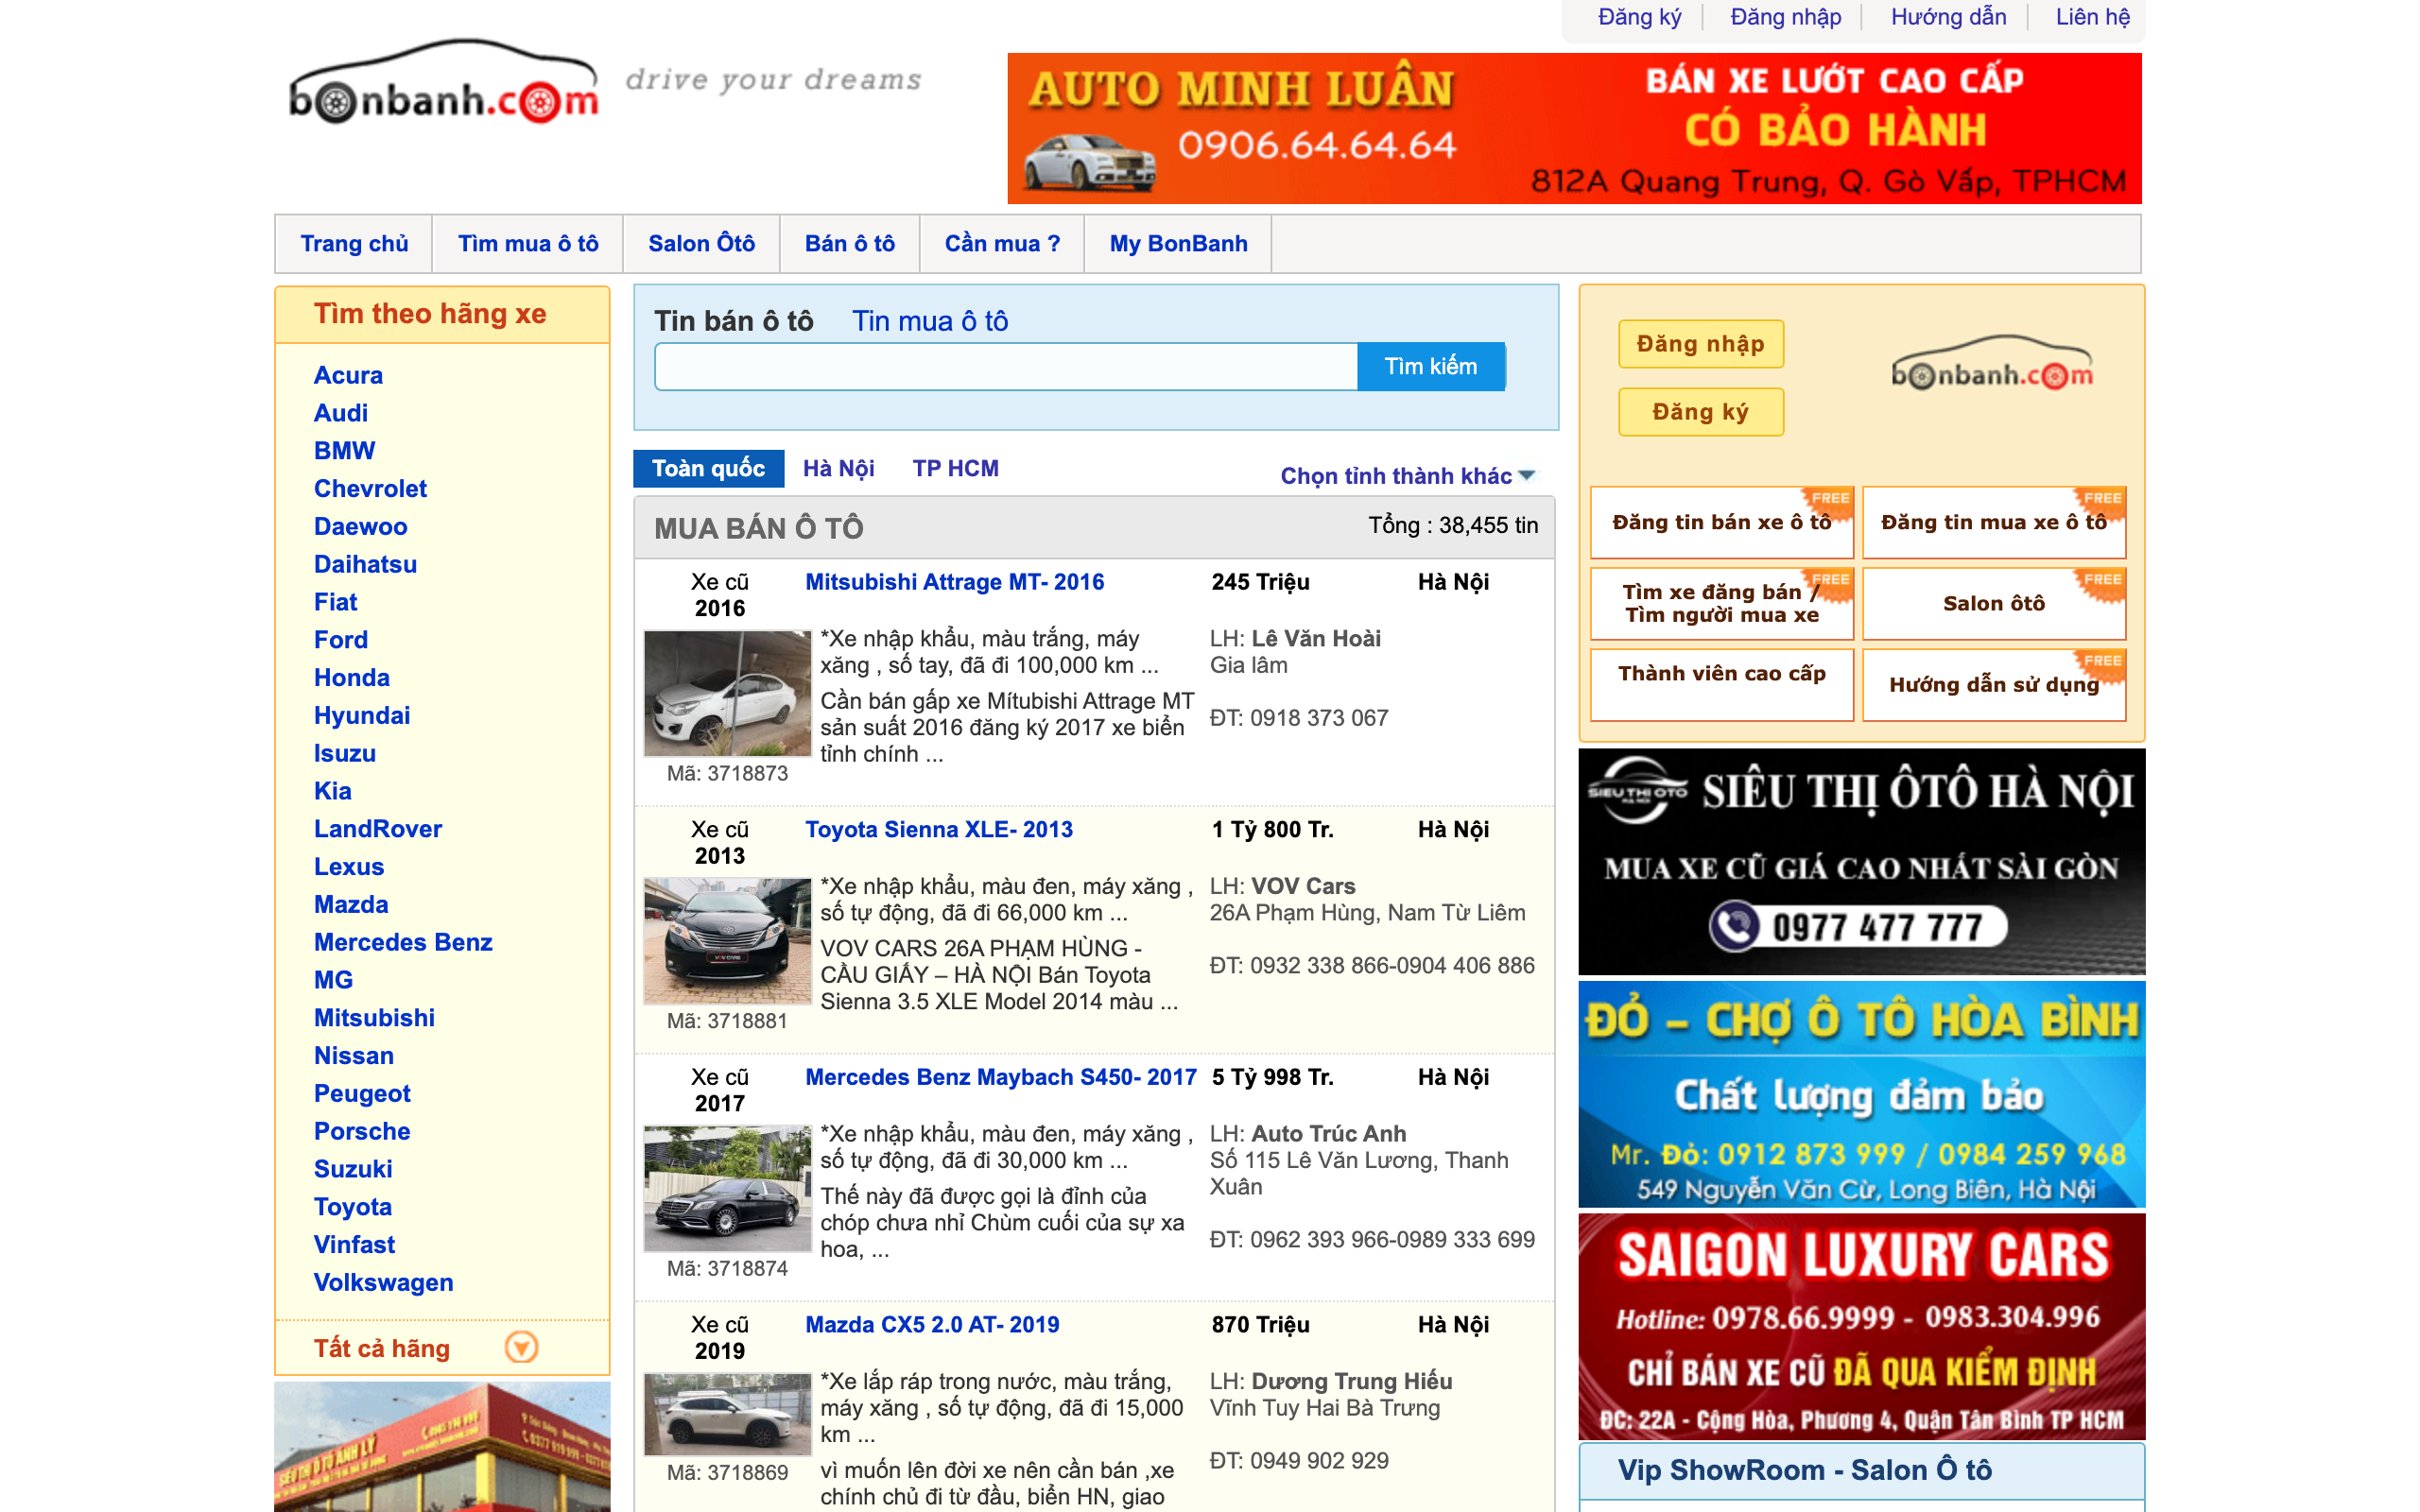 Đăng ký
Đăng nhập
Hướng dẫn
Liên hệ
bonbanh.com
drive your dreams
AUTO MINH LUÂN
0906.64.64.64
BÁN XE LƯỚT CAO CẤP
CÓ BẢO HÀNH
812A Quang Trung, Q. Gò Vấp, TPHCM
Trang chủ
Tìm mua ô tô
Salon Ôtô
Bán ô tô
Cần mua ?
My BonBanh
Tìm theo hãng xe
Acura
Audi
BMW
Chevrolet
Daewoo
Daihatsu
Fiat
Ford
Honda
Hyundai
Isuzu
Kia
LandRover
Lexus
Mazda
Mercedes Benz
MG
Mitsubishi
Nissan
Peugeot
Porsche
Suzuki
Toyota
Vinfast
Volkswagen
Tất cả hãng
SIÊU THỊ Ô TÔ ÁNH LÝ
Tin bán ô tô
Tin mua ô tô
Tìm kiếm
Toàn quốc
Hà Nội
TP HCM
Chọn tỉnh thành khác
MUA BÁN Ô TÔ
Tổng : 38,455 tin
Xe cũ
2016
Mitsubishi Attrage MT- 2016
245 Triệu
Hà Nội
*Xe nhập khẩu, màu trắng, máy
xăng , số tay, đã đi 100,000 km ...
Cần bán gấp xe Mítubishi Attrage MT
sản suất 2016 đăng ký 2017 xe biển
tỉnh chính ...
LH: Lê Văn Hoài
Gia lâm
ĐT: 0918 373 067
Mã: 3718873
Xe cũ
2013
Toyota Sienna XLE- 2013
1 Tỷ 800 Tr.
Hà Nội
*Xe nhập khẩu, màu đen, máy xăng ,
số tự động, đã đi 66,000 km ...
VOV CARS 26A PHẠM HÙNG -
CẦU GIẤY – HÀ NỘI Bán Toyota
Sienna 3.5 XLE Model 2014 màu ...
LH: VOV Cars
26A Phạm Hùng, Nam Từ Liêm
ĐT: 0932 338 866-0904 406 886
VOV CARS
Mã: 3718881
Xe cũ
2017
Mercedes Benz Maybach S450- 2017
5 Tỷ 998 Tr.
Hà Nội
*Xe nhập khẩu, màu đen, máy xăng ,
số tự động, đã đi 30,000 km ...
Thế này đã được gọi là đỉnh của
chóp chưa nhỉ Chùm cuối của sự xa
hoa, ...
LH: Auto Trúc Anh
Số 115 Lê Văn Lương, Thanh
Xuân
ĐT: 0962 393 966-0989 333 699
Mã: 3718874
Xe cũ
2019
Mazda CX5 2.0 AT- 2019
870 Triệu
Hà Nội
*Xe lắp ráp trong nước, màu trắng,
máy xăng , số tự động, đã đi 15,000
km ...
vì muốn lên đời xe nên cần bán ,xe
chính chủ đi từ đầu, biển HN, giao
LH: Dương Trung Hiếu
Vĩnh Tuy Hai Bà Trưng
ĐT: 0949 902 929
Mã: 3718869
Đăng nhập
Đăng ký
bonbanh.com
Đăng tin bán xe ô tô
FREE
Đăng tin mua xe ô tô
FREE
Tìm xe đăng bán /
Tìm người mua xe
FREE
Salon ôtô
FREE
Thành viên cao cấp
Hướng dẫn sử dụng
FREE
SIEU THI OTO
HA NOI
SIÊU THỊ ÔTÔ HÀ NỘI
MUA XE CŨ GIÁ CAO NHẤT SÀI GÒN
0977 477 777
ĐỎ - CHỢ Ô TÔ HÒA BÌNH
Chất lượng đảm bảo
Mr. Đỏ: 0912 873 999 / 0984 259 968
549 Nguyễn Văn Cừ, Long Biên, Hà Nội
SAIGON LUXURY CARS
Hotline: 0978.66.9999 - 0983.304.996
CHỈ BÁN XE CŨ ĐÃ QUA KIỂM ĐỊNH
ĐC: 22A - Cộng Hòa, Phương 4, Quận Tân Bình TP HCM
Vip ShowRoom - Salon Ô tô